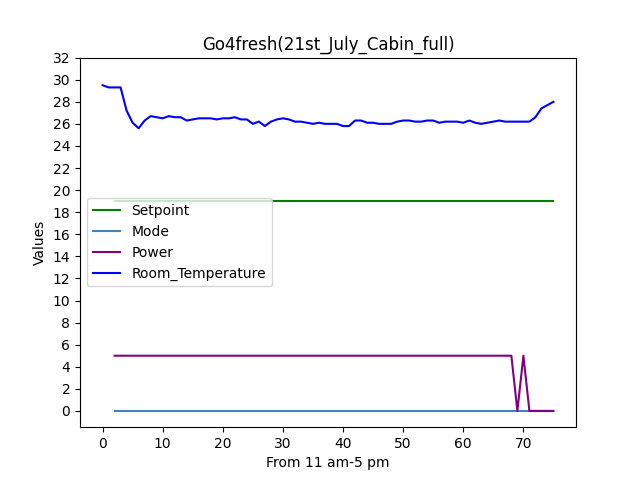 Go4fresh(21st_July_Cabin_full)
32
30
28
26
24
22
20
18
16
14
12
10
8
6
4
2
0
Values
Setpoint
Mode
Power
Room_Temperature
0 10 20 30 40 50 60 70
From 11 am-5 pm